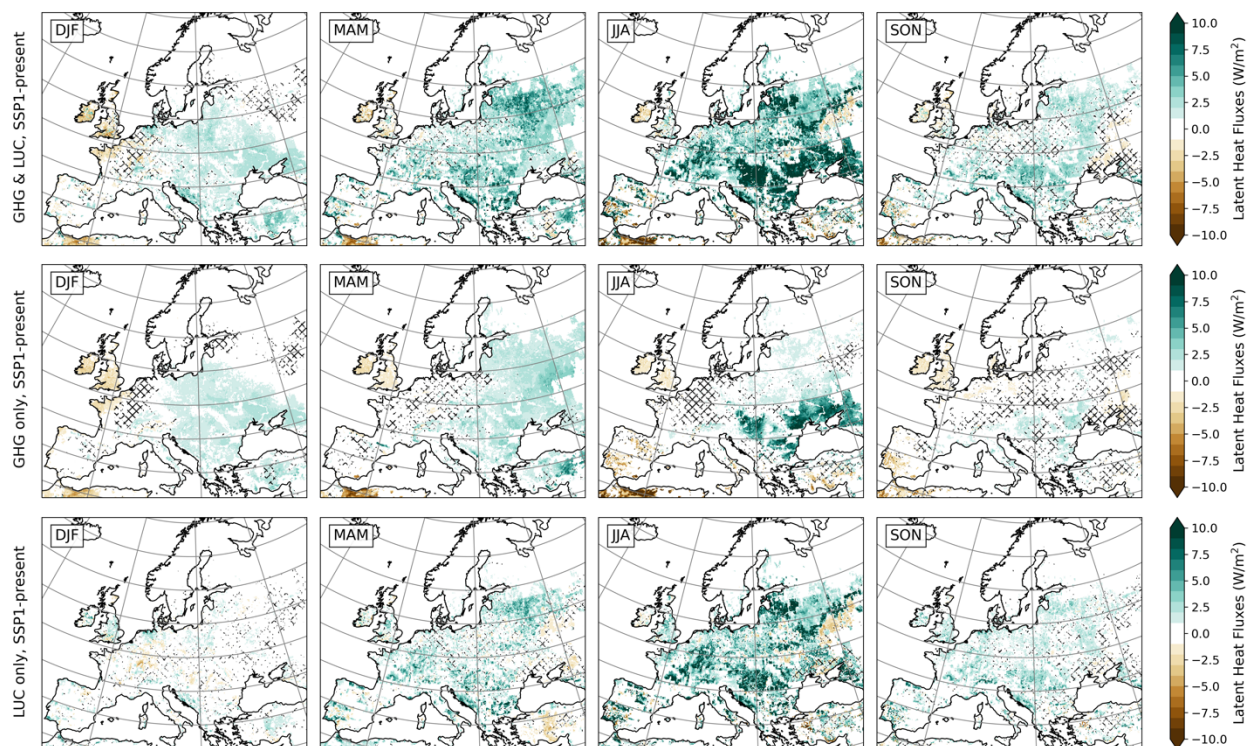 GHG & LUC, SSP1-present
DJF
MAM
JJA
SON
10.0
7.5
5.0
2.5
0.0
−2.5
−5.0
−7.5
−10.0
Latent Heat Fluxes (W/m²)
GHG only, SSP1-present
DJF
MAM
JJA
SON
10.0
7.5
5.0
2.5
0.0
−2.5
−5.0
−7.5
−10.0
Latent Heat Fluxes (W/m²)
LUC only, SSP1-present
DJF
MAM
JJA
SON
10.0
7.5
5.0
2.5
0.0
−2.5
−5.0
−7.5
−10.0
Latent Heat Fluxes (W/m²)